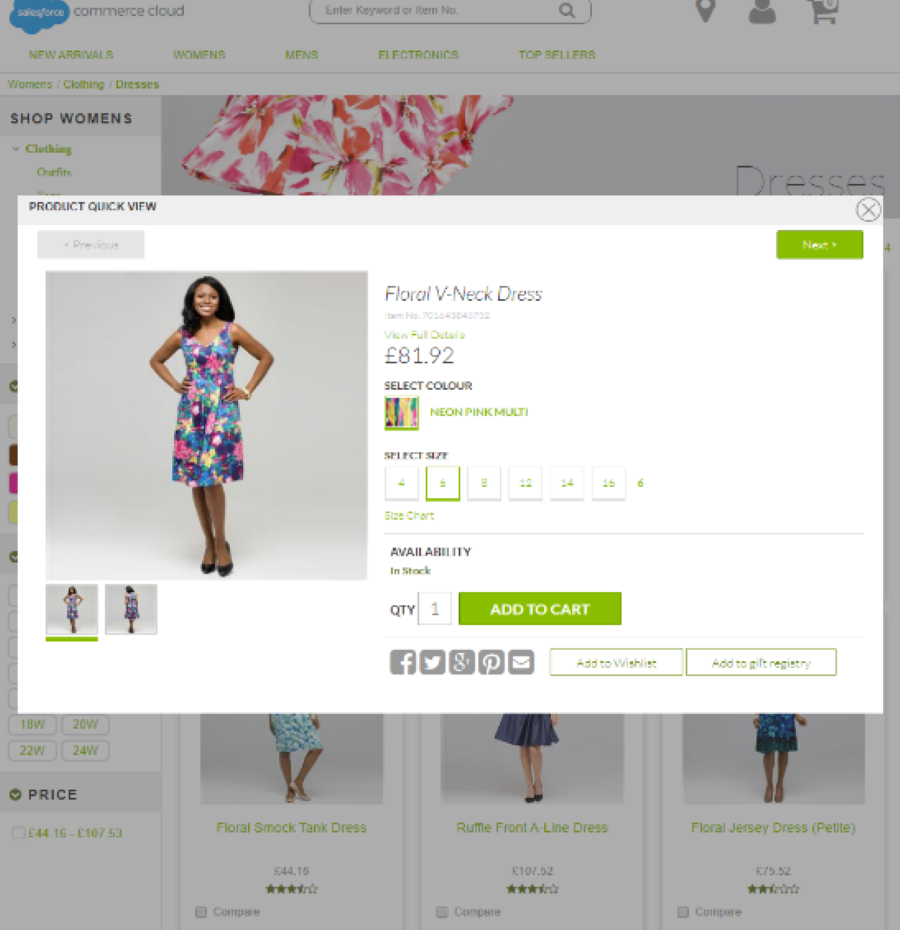 salesforce commerce cloud
Enter Keyword or Item No.
0
NEW ARRIVALS WOMENS MENS ELECTRONICS TOP SELLERS
Womens / Clothing / Dresses
SHOP WOMENS
Clothing
Outfits
Dresses
PRODUCT QUICK VIEW
‹ Previous
Next ›
4
Floral V-Neck Dress
Item No. 701643843732
View Full Details
£81.92
SELECT COLOUR
NEON PINK MULTI
SELECT SIZE
4 6 8 12 14 16 6
Size Chart
AVAILABILITY
In Stock
QTY 1 ADD TO CART
Add to Wishlist Add to gift registry
18W 20W
22W 24W
PRICE
£44.16 - £107.53
Floral Smock Tank Dress
£44.16
Compare
Ruffle Front A-Line Dress
£107.52
Compare
Floral Jersey Dress (Petite)
£75.52
Compare